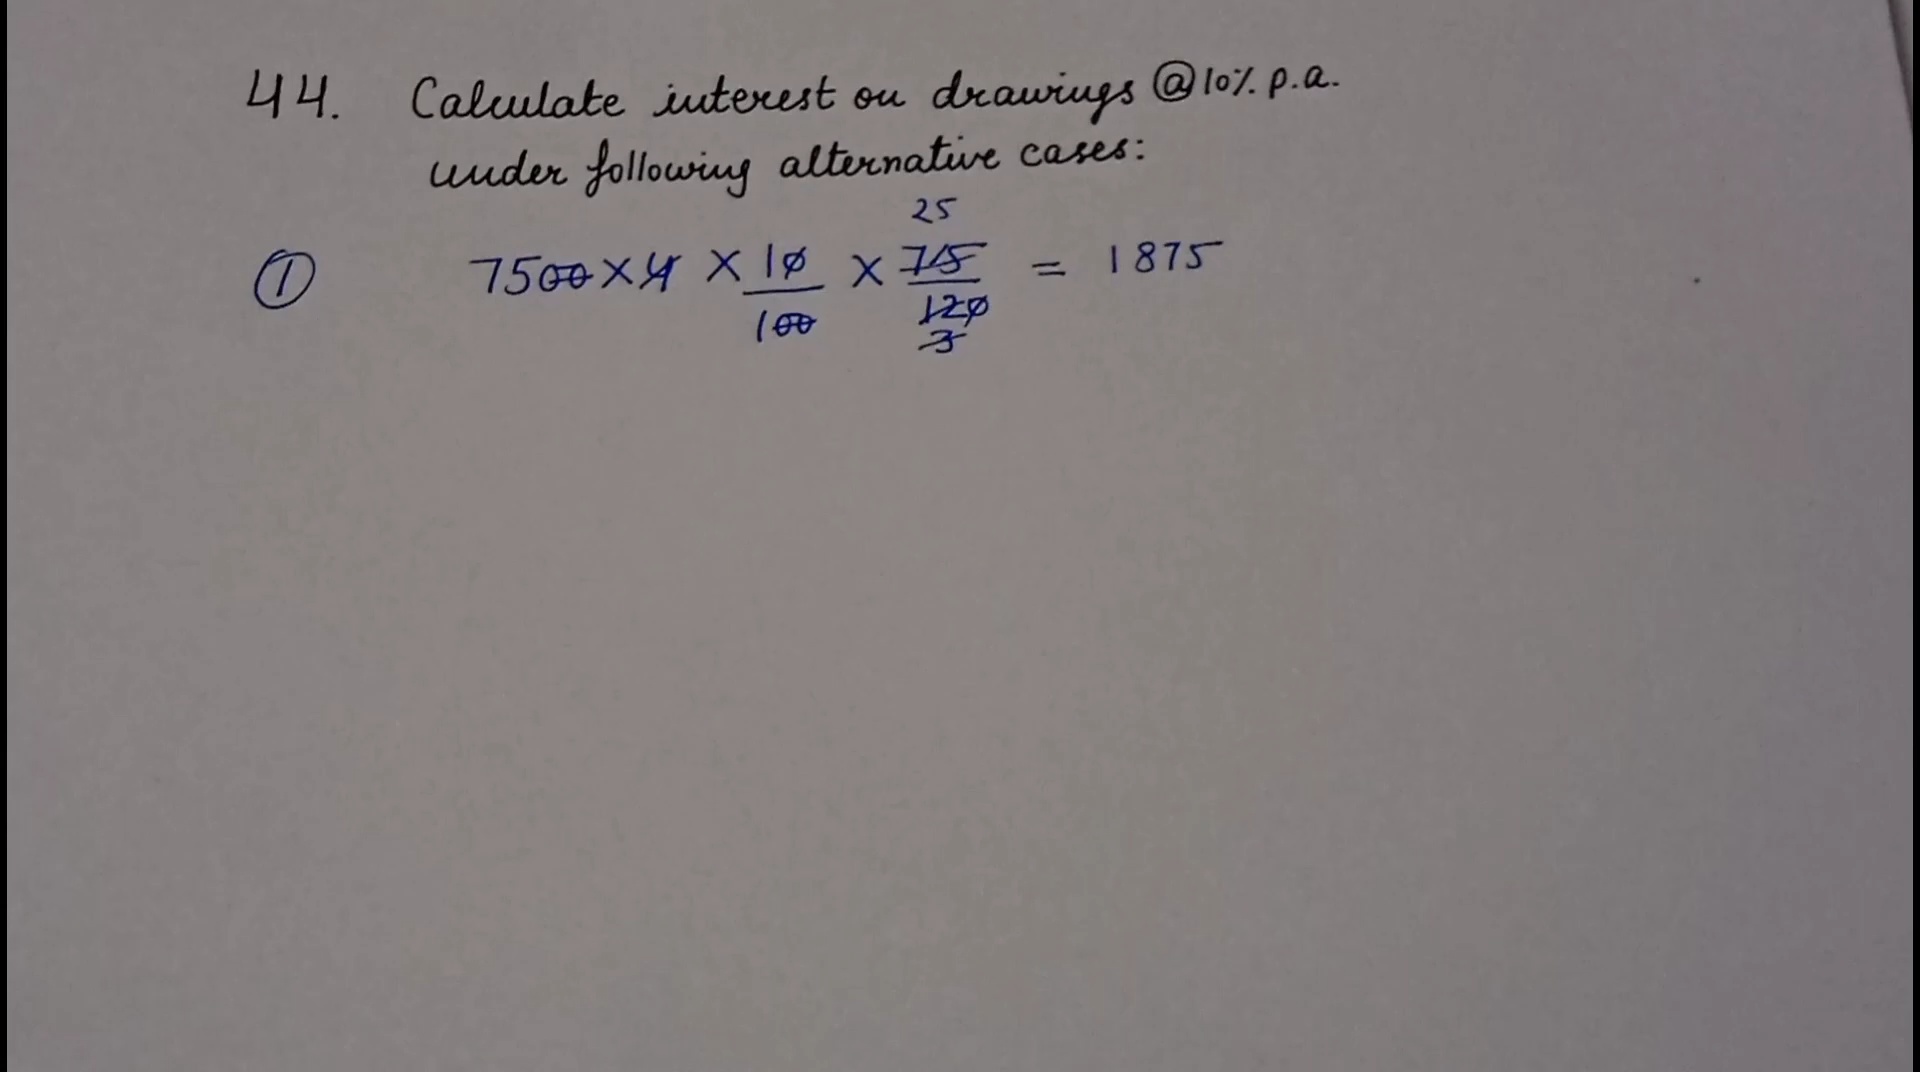 44. Calculate interest on drawings @10% p.a.
under following alternative cases:
25
① 7500 × 4 × 10/100 × 75/120 = 1875
3